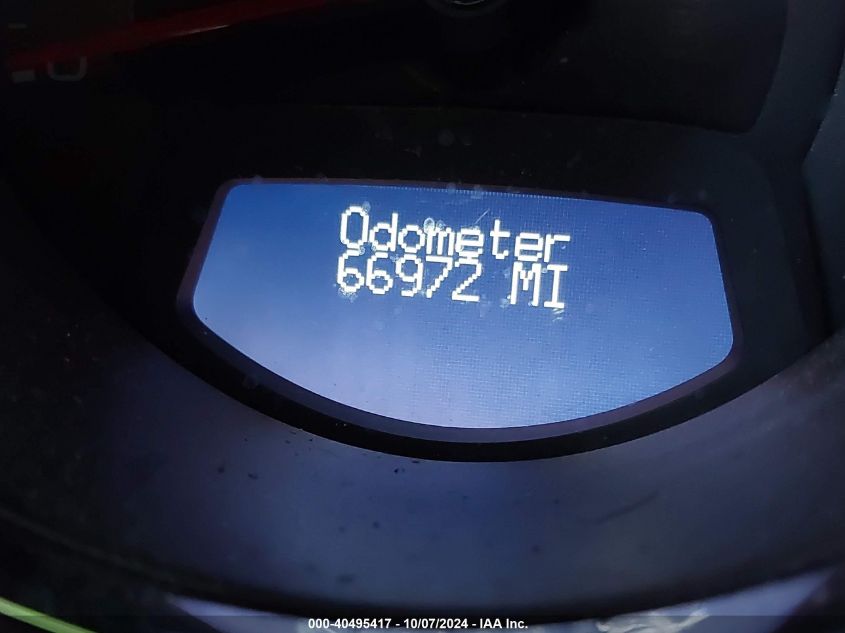 Odometer
66972 MI
000-40495417 - 10/07/2024 - IAA Inc.